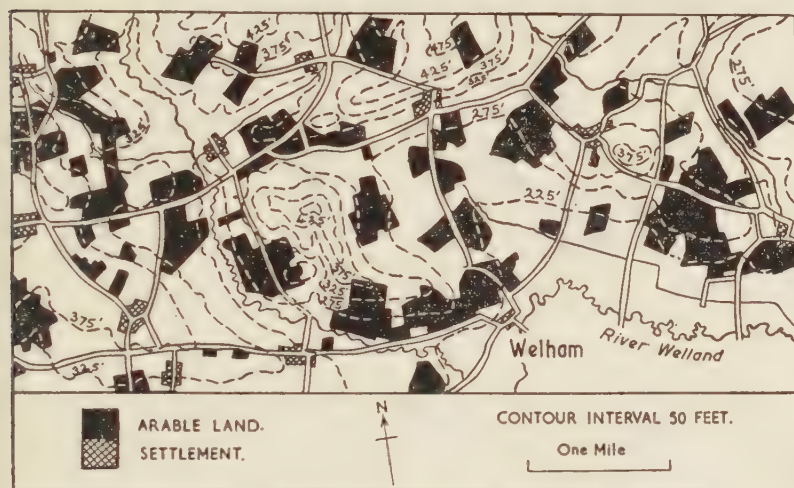 425'
375'
475'
425'
375'
325'
275'
275'
325'
375'
225'
425'
375'
325'
275'
375'
325'
Welham
River Welland
ARABLE LAND.
SETTLEMENT.
N
CONTOUR INTERVAL 50 FEET.
One Mile